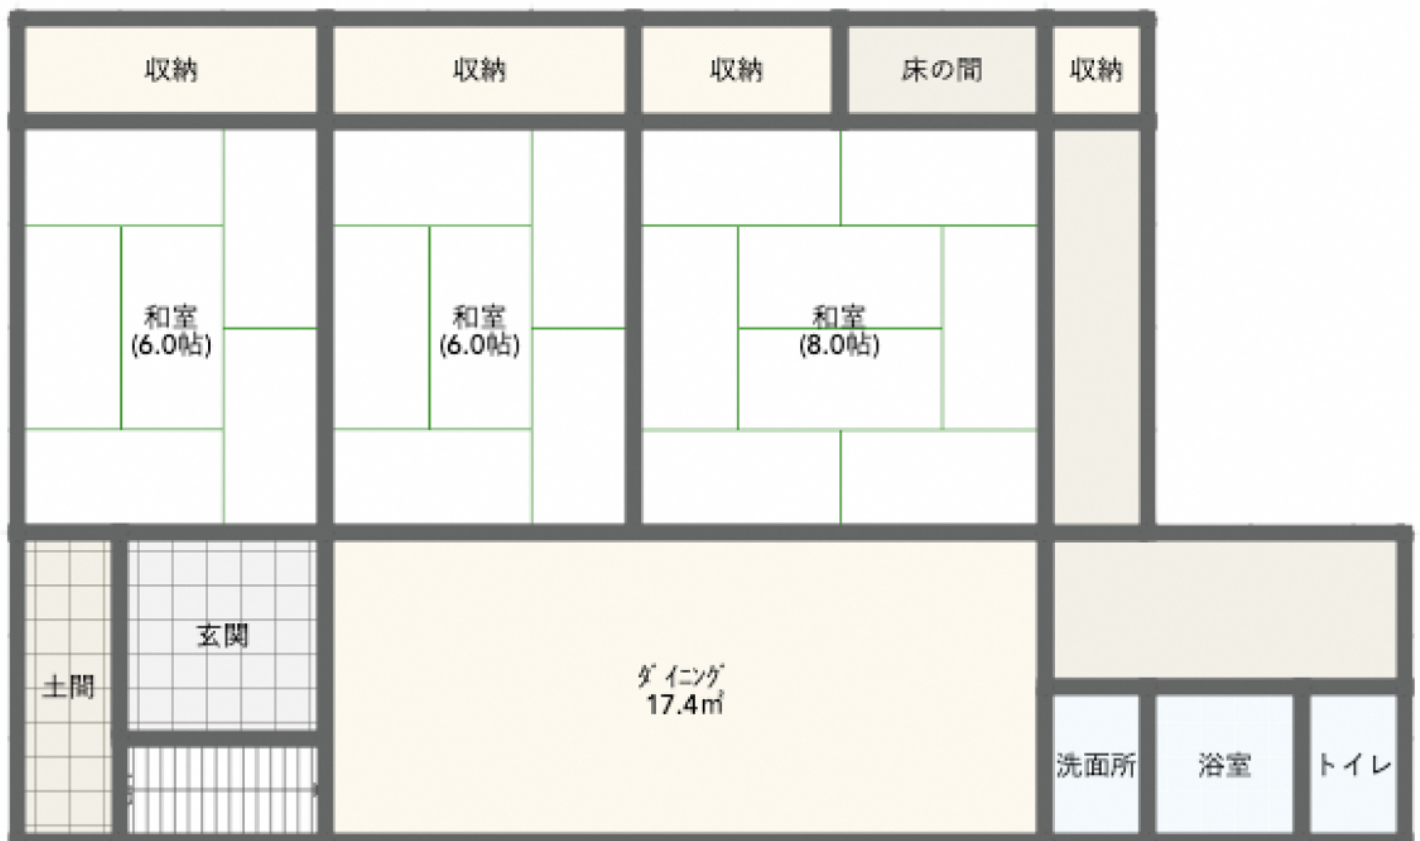 収納
収納
収納
床の間
収納
和室
(6.0帖)
和室
(6.0帖)
和室
(8.0帖)
玄関
土間
ﾀﾞｲﾆﾝｸﾞ
17.4㎡
洗面所
浴室
トイレ